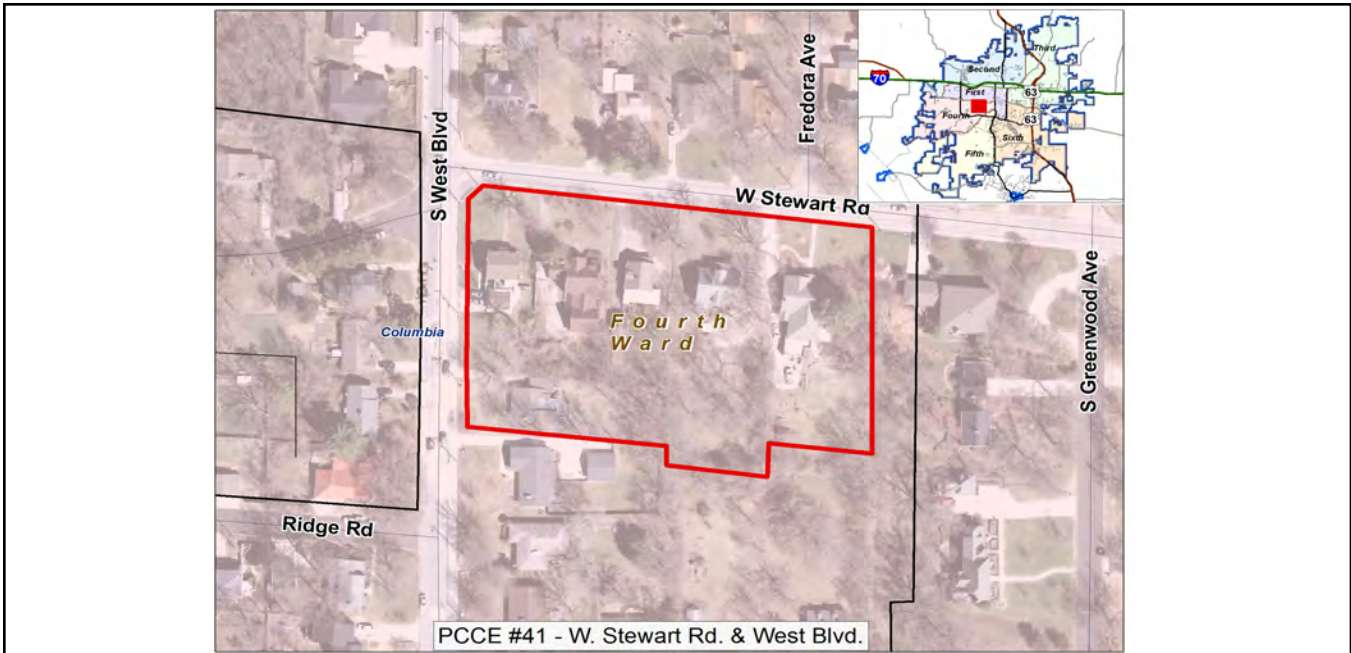 Fredora Ave
Third
Second
70
First
63
Fourth
63
Sixth
Fifth
S West Blvd
W Stewart Rd
S Greenwood Ave
Fourth
Ward
Columbia
Ridge Rd
PCCE #41 - W. Stewart Rd. & West Blvd.